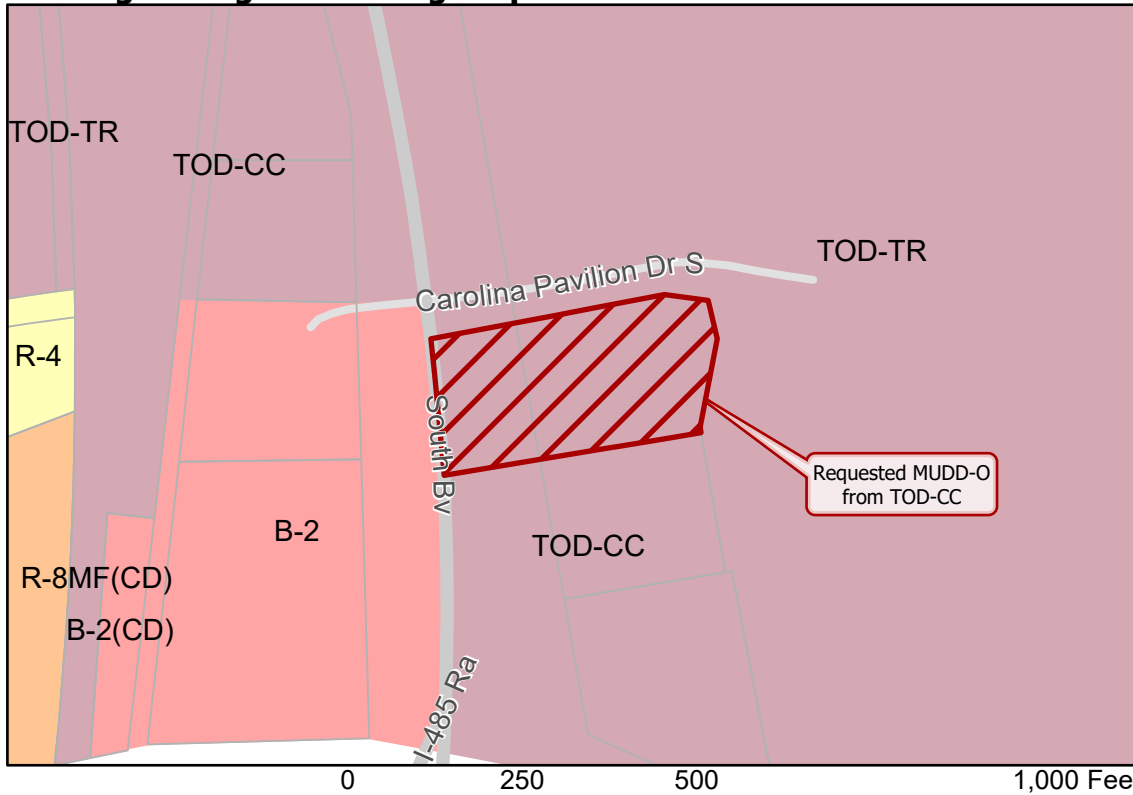 TOD-TR
TOD-CC
TOD-TR
Carolina Pavilion Dr S
R-4
South Bv
Requested MUDD-O
from TOD-CC
B-2
TOD-CC
R-8MF(CD)
B-2(CD)
I-485 Ra
0 250 500 1,000 Fee